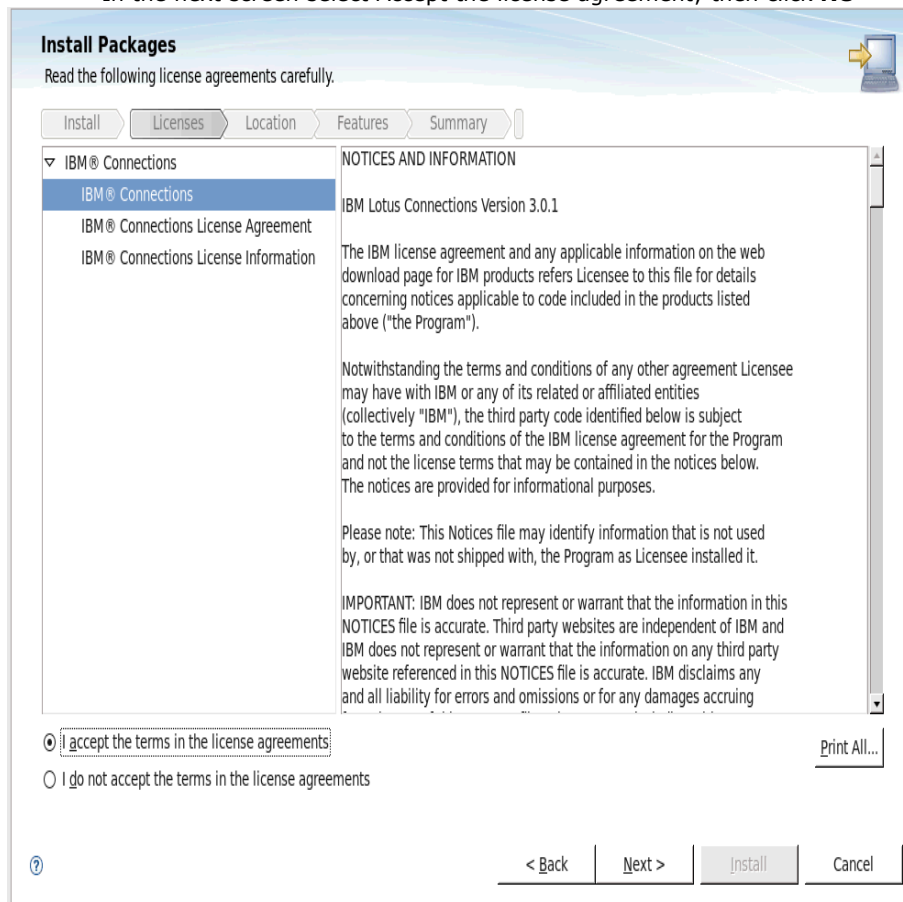 In the next screen select Accept the license agreement, then click
Install Packages
Read the following license agreements carefully.
Install
Licenses
Location
Features
Summary
IBM® Connections
IBM® Connections
IBM® Connections License Agreement
IBM® Connections License Information
NOTICES AND INFORMATION
IBM Lotus Connections Version 3.0.1
The IBM license agreement and any applicable information on the web
download page for IBM products refers Licensee to this file for details
concerning notices applicable to code included in the products listed
above ("the Program").
Notwithstanding the terms and conditions of any other agreement Licensee
may have with IBM or any of its related or affiliated entities
(collectively "IBM"), the third party code identified below is subject
to the terms and conditions of the IBM license agreement for the Program
and not the license terms that may be contained in the notices below.
The notices are provided for informational purposes.
Please note: This Notices file may identify information that is not used
by, or that was not shipped with, the Program as Licensee installed it.
IMPORTANT: IBM does not represent or warrant that the information in this
NOTICES file is accurate. Third party websites are independent of IBM and
IBM does not represent or warrant that the information on any third party
website referenced in this NOTICES file is accurate. IBM disclaims any
and all liability for errors and omissions or for any damages accruing
I accept the terms in the license agreements
Print All...
I do not accept the terms in the license agreements
?
< Back
Next >
Install
Cancel